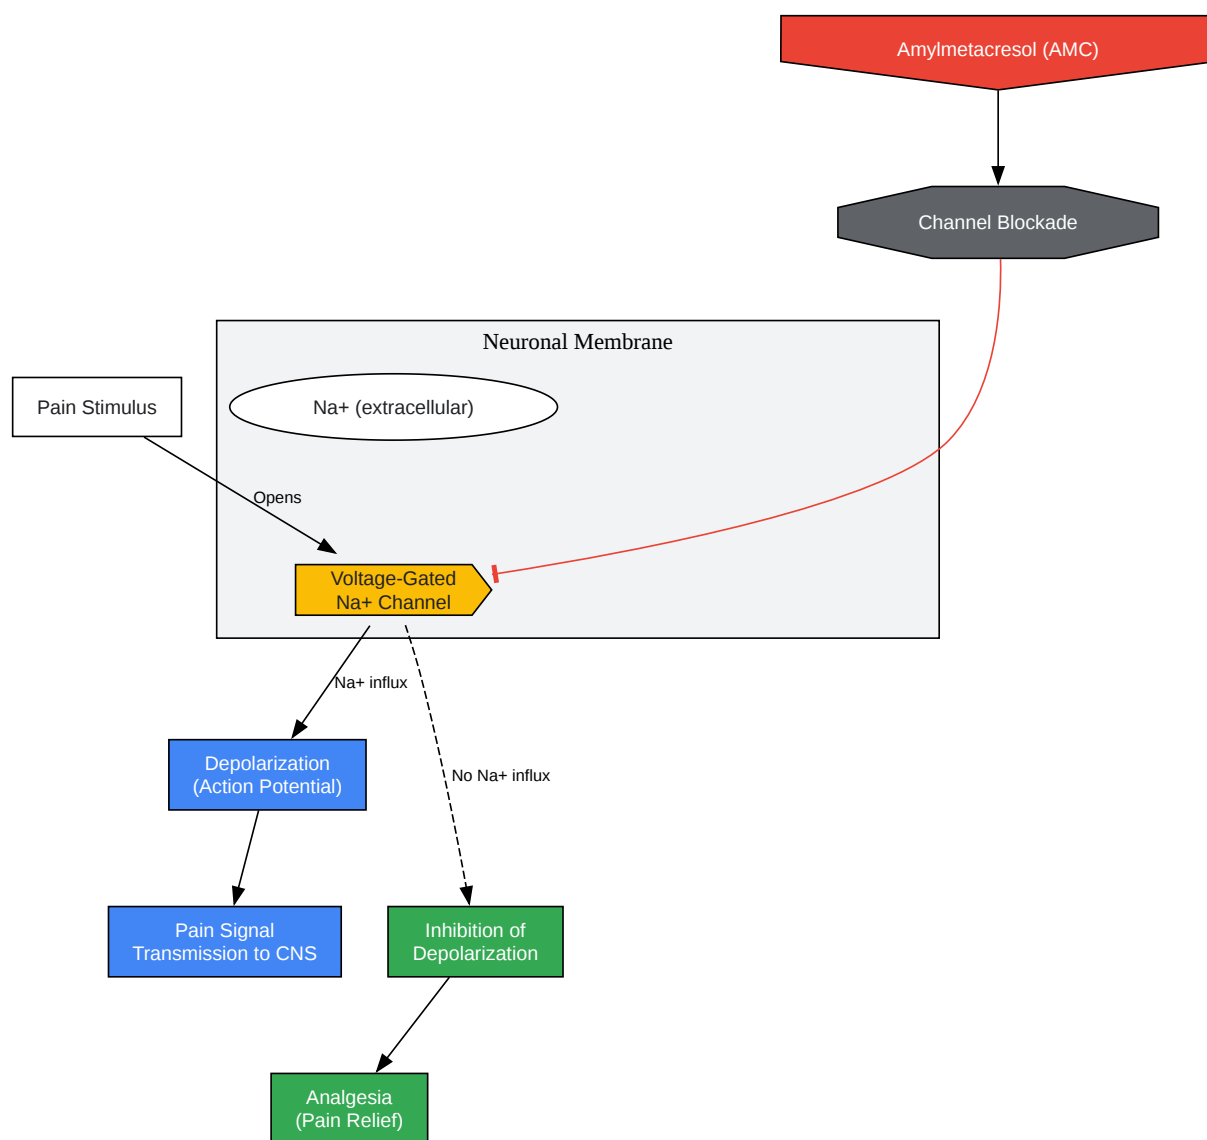 Amylmetacresol (AMC)
Channel Blockade
Neuronal Membrane
Pain Stimulus
Na+ (extracellular)
Opens
Voltage-Gated
Na+ Channel
Na+ influx
Depolarization
(Action Potential)
No Na+ influx
Pain Signal
Transmission to CNS
Inhibition of
Depolarization
Analgesia
(Pain Relief)